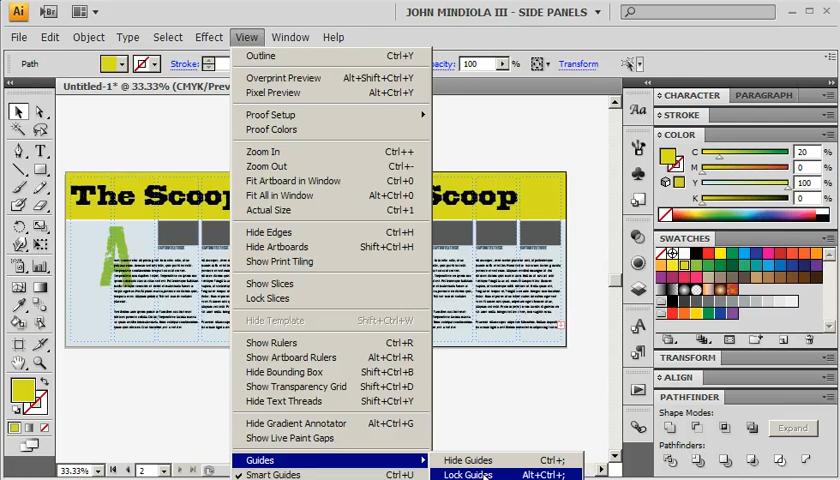 Ai Br JOHN MINDIOLA III - SIDE PANELS
File Edit Object Type Select Effect View Window Help
Path Stroke: Opacity: 100 % Transform
Untitled-1* @ 33.33% (CMYK/Prev
Outline Ctrl+Y
Overprint Preview Alt+Shift+Ctrl+Y
Pixel Preview Alt+Ctrl+Y
Proof Setup
Proof Colors
Zoom In Ctrl++
Zoom Out Ctrl+-
Fit Artboard in Window Ctrl+0
Fit All in Window Alt+Ctrl+0
Actual Size Ctrl+1
Hide Edges Ctrl+H
Hide Artboards Shift+Ctrl+H
Show Print Tiling
Show Slices
Lock Slices
Hide Template Shift+Ctrl+W
Show Rulers Ctrl+R
Show Artboard Rulers Alt+Ctrl+R
Hide Bounding Box Shift+Ctrl+B
Show Transparency Grid Shift+Ctrl+D
Hide Text Threads Shift+Ctrl+Y
Hide Gradient Annotator Alt+Ctrl+G
Show Live Paint Gaps
Guides
Smart Guides Ctrl+U
Hide Guides Ctrl+;
Lock Guides Alt+Ctrl+;
The Scoop
Scoop
A
33.33% 2
CHARACTER PARAGRAPH
STROKE
COLOR
C 20 %
M 0 %
Y 100 %
K 0 %
SWATCHES
TRANSFORM
ALIGN
PATHFINDER
Shape Modes:
Expand
Pathfinders: